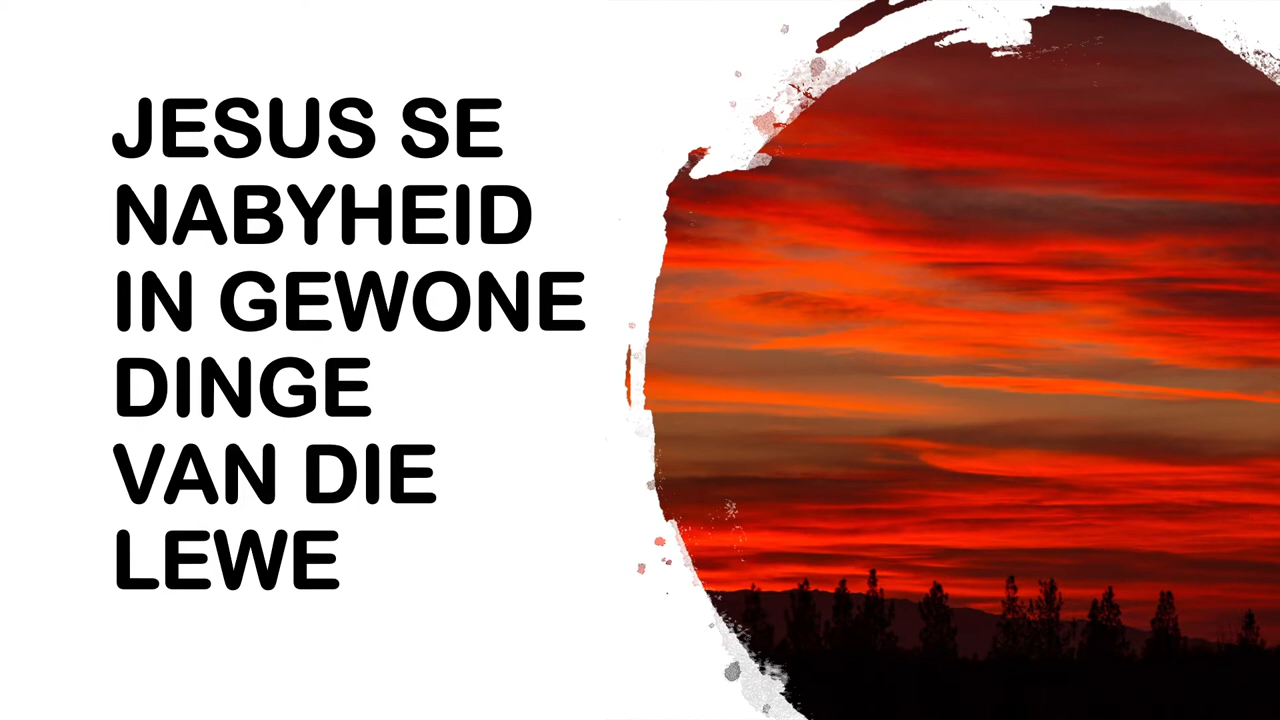 JESUS SE
NABYHEID
IN GEWONE
DINGE
VAN DIE
LEWE